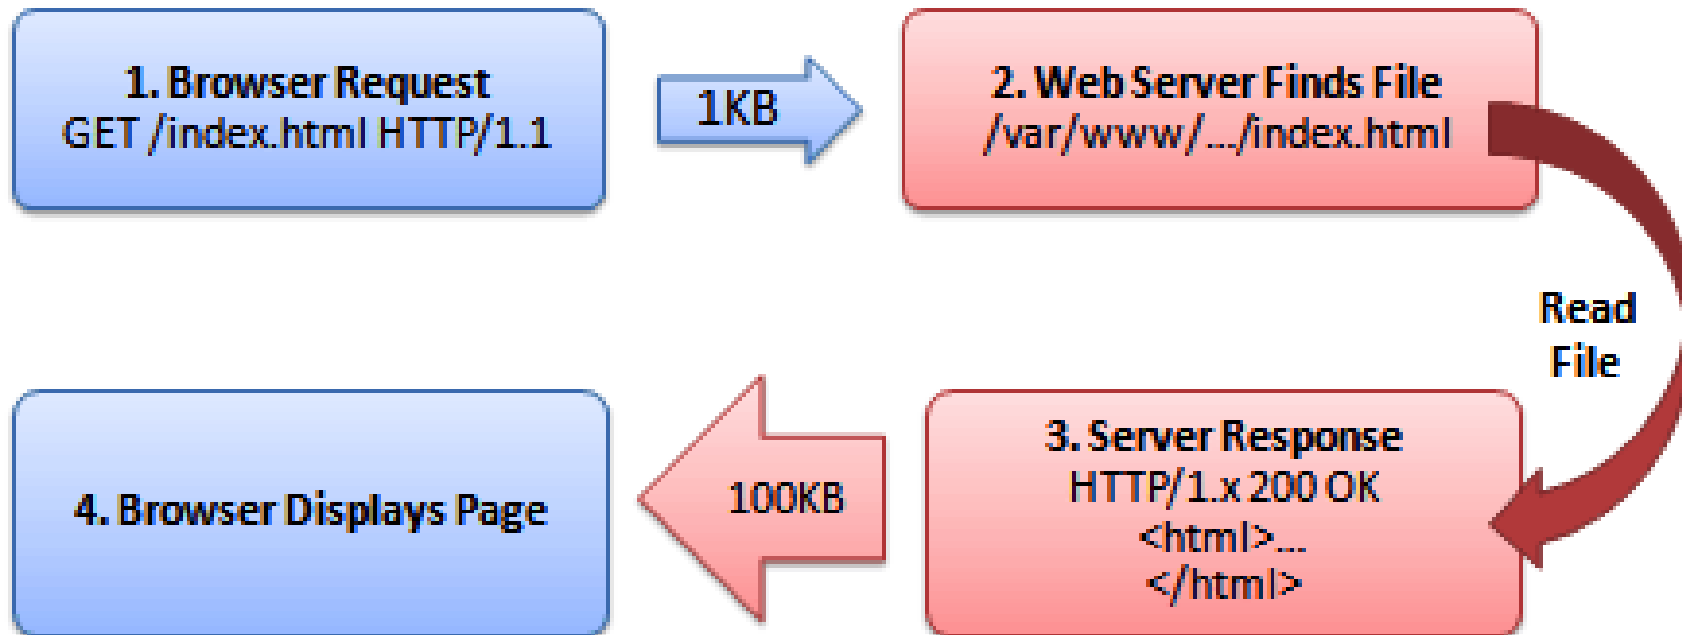 1. Browser Request
GET /index.html HTTP/1.1
1KB
2. Web Server Finds File
/var/www/.../index.html
Read
File
3. Server Response
HTTP/1.x 200 OK
<html>...
</html>
100KB
4. Browser Displays Page